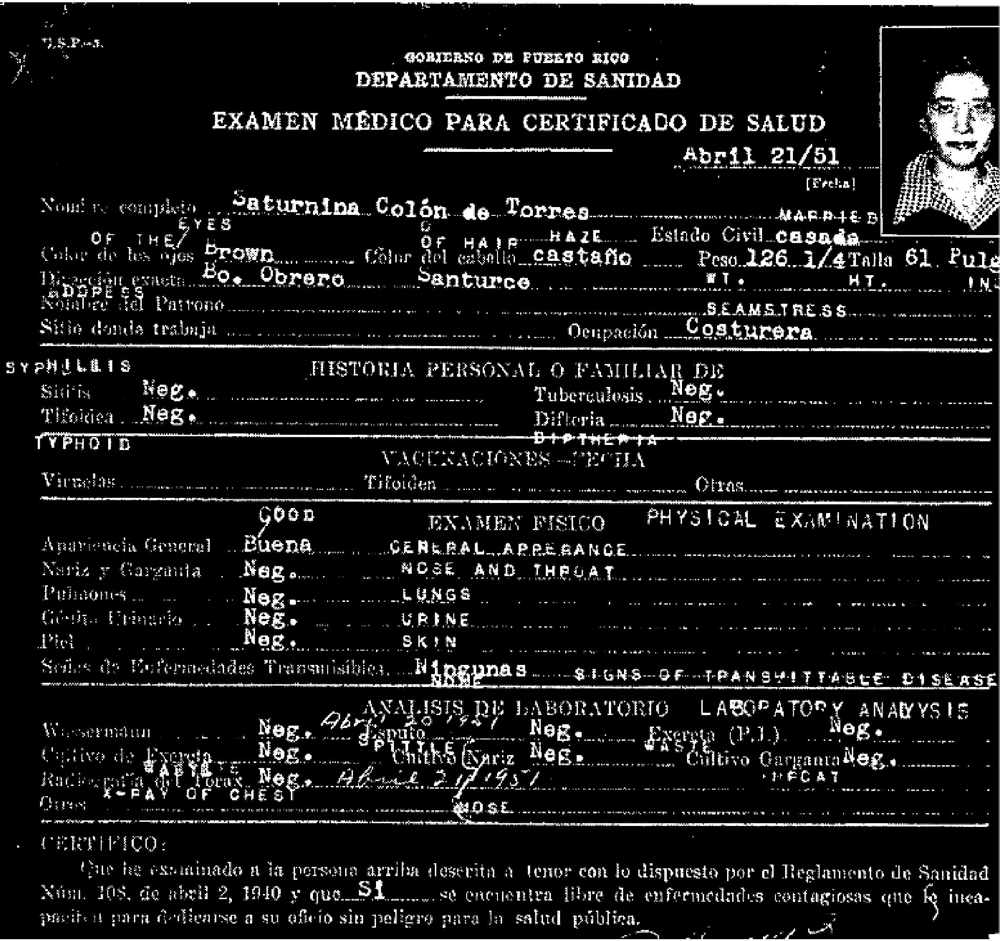 GOBIERNO DE PUERTO RICO
DEPARTAMENTO DE SANIDAD
EXAMEN MÉDICO PARA CERTIFICADO DE SALUD
Abril 21/51
[Fecha]
Nombre completo Saturnina Colón de Torres MARRIED
EYES
OF THE OF HAIR HAZE Estado Civil casada
Color de los ojos Brown Color del cabello castaño Peso 126 1/4 Talla 61 Pulg
Dirección exacta Bo. Obrero Santurce WT. HT. IN
ADDRESS
Nombre del Patrono SEAMSTRESS
Sitio donde trabaja Ocupación Costurera
SYPHILIS HISTORIA PERSONAL O FAMILIAR DE
Sífilis Neg. Tuberculosis Neg.
Tifoidea Neg. Difteria Neg.
TYPHOID DIPTHERIA
VACUNACIONES—FECHA
Viruelas Tifoidea Otras
GOOD EXAMEN FISICO PHYSICAL EXAMINATION
Apariencia General Buena GENERAL APPERANCE
Nariz y Garganta Neg. NOSE AND THROAT
Pulmones Neg. LUNGS
Génito Urinario Neg. URINE
Piel Neg. SKIN
Señales de Enfermedades Transmisibles Ningunas SIGNS OF TRANSMITTABLE DISEASE
NONE
ANALISIS DE LABORATORIO LABORATORY ANALYSIS
Wassermann Neg. Abril 20 1951 Esputo Neg. Excreta (P.I.) Neg.
SPITTLE WASTE
Cultivo de Excreta Neg. Cultivo Nariz Neg. Cultivo Garganta Neg.
WASTE
Radiografía del Tórax Neg. Abril 21 1951 THROAT
X-RAY OF CHEST
Otros NOSE
CERTIFICO:
Que he examinado a la persona arriba descrita a tenor con lo dispuesto por el Reglamento de Sanidad
Núm. 108, de abril 2, 1940 y que Si se encuentra libre de enfermedades contagiosas que la inca-
paciten para dedicarse a su oficio sin peligro para la salud pública.